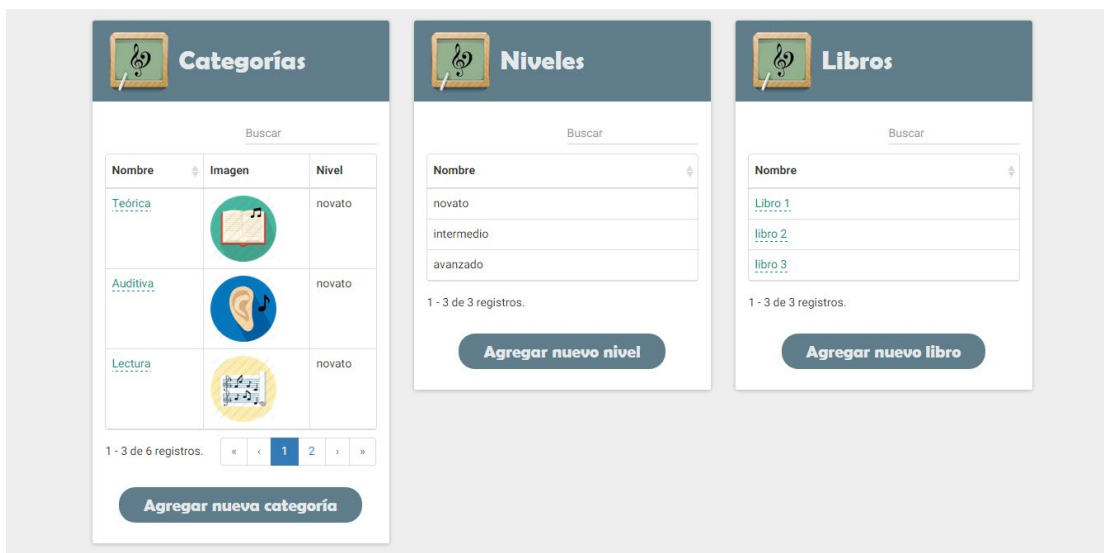 Categorías
Buscar
Nombre Imagen Nivel
Teórica novato
Auditiva novato
Lectura novato
1 - 3 de 6 registros. « ‹ 1 2 › »
Agregar nueva categoría
Niveles
Buscar
Nombre
novato
intermedio
avanzado
1 - 3 de 3 registros.
Agregar nuevo nivel
Libros
Buscar
Nombre
Libro 1
libro 2
libro 3
1 - 3 de 3 registros.
Agregar nuevo libro